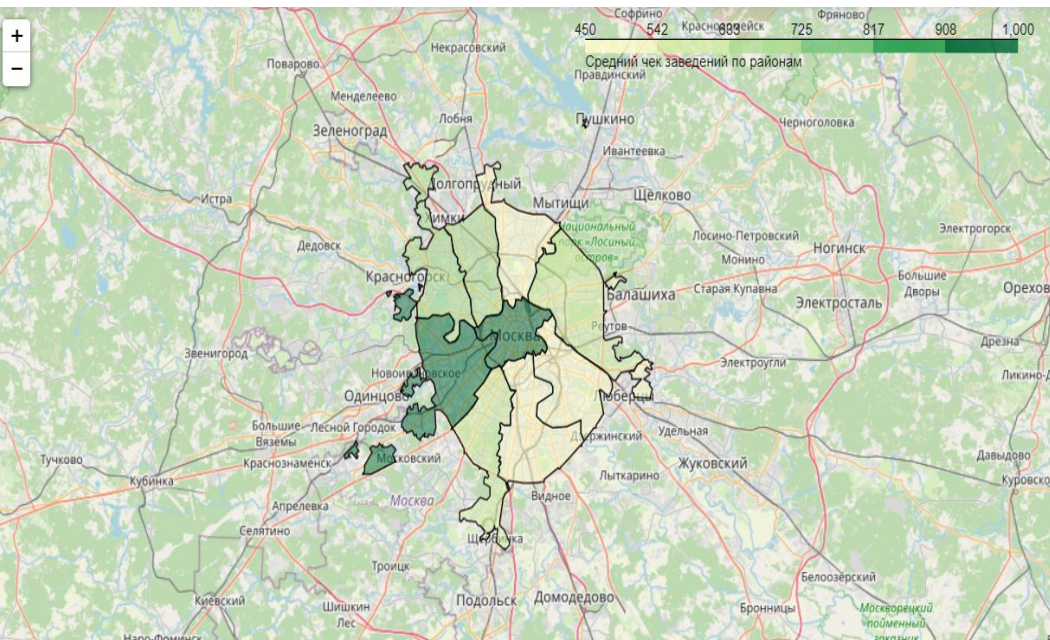 +
−
Софрино
Фряново
Красноармейск
450 542 633 725 817 908 1,000
Средний чек заведений по районам
Некрасовский
Поварово
Правдинский
Менделеево
Лобня
Пушкино
Черноголовка
Зеленоград
Ивантеевка
Долгопрудный
Щёлково
Истра
Мытищи
Химки
Национальный
парк «Лосиный
остров»
Электрогорск
Лосино-Петровский
Дедовск
Ногинск
Монино
Красногорск
Большие
Дворы
Старая Купавна
Орехов
Балашиха
Электросталь
Реутов
Москва
Дрезна
Звенигород
Электроугли
Новоивановское
Ликино-Д
Одинцово
Люберцы
Большие
Вяземы
Лесной Городок
Дзержинский
Удельная
Московский
Давыдово
Тучково
Краснознаменск
Жуковский
Лыткарино
Кубинка
Куровско
Видное
Москва
Апрелевка
Селятино
Щербинка
Троицк
Белоозёрский
Подольск
Домодедово
Киевский
Шишкин
Лес
Бронницы
Москворецкий
пойменный
заказник
Наро-Фоминск